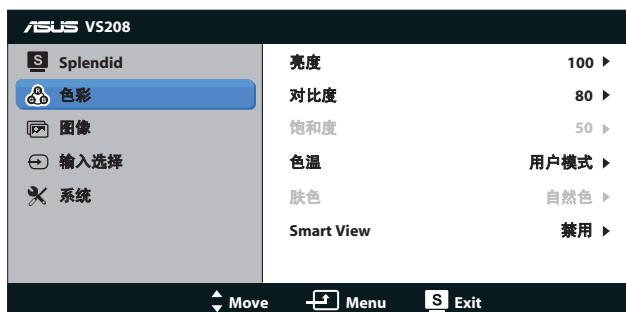 ASUS VS208
S Splendid
色彩
图像
输入选择
系统
亮度 100
对比度 80
饱和度 50
色温 用户模式
肤色 自然色
Smart View 禁用
Move Menu S Exit